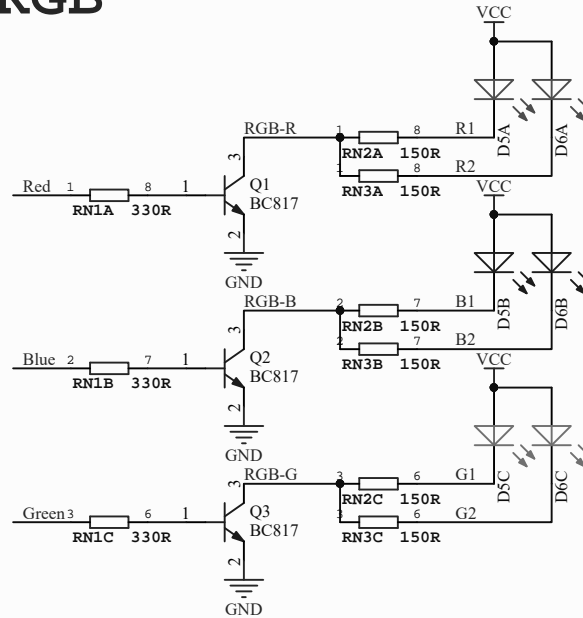 RGB
VCC
D5A
D6A
RGB-R
1 8 R1
RN2A 150R
1 8 R2
RN3A 150R
Red 1 8 1
RN1A 330R
3
Q1
BC817
2
GND
VCC
D5B
D6B
RGB-B
2 7 B1
RN2B 150R
2 7 B2
RN3B 150R
Blue 2 7 1
RN1B 330R
3
Q2
BC817
2
GND
VCC
D5C
D6C
RGB-G
3 6 G1
RN2C 150R
3 6 G2
RN3C 150R
Green 3 6 1
RN1C 330R
3
Q3
BC817
2
GND